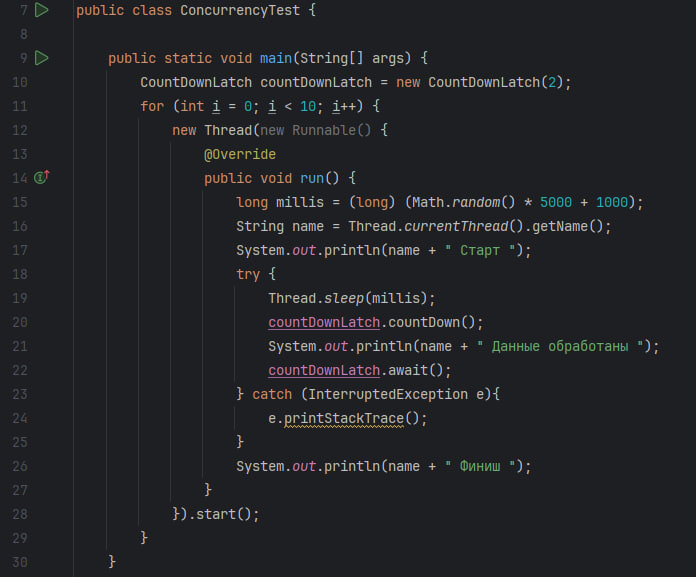 7 public class ConcurrencyTest {
8
9 public static void main(String[] args) {
10 CountDownLatch countDownLatch = new CountDownLatch(2);
11 for (int i = 0; i < 10; i++) {
12 new Thread(new Runnable() {
13 @Override
14 public void run() {
15 long millis = (long) (Math.random() * 5000 + 1000);
16 String name = Thread.currentThread().getName();
17 System.out.println(name + " Старт ");
18 try {
19 Thread.sleep(millis);
20 countDownLatch.countDown();
21 System.out.println(name + " Данные обработаны ");
22 countDownLatch.await();
23 } catch (InterruptedException e){
24 e.printStackTrace();
25 }
26 System.out.println(name + " Финиш ");
27 }
28 }).start();
29 }
30 }